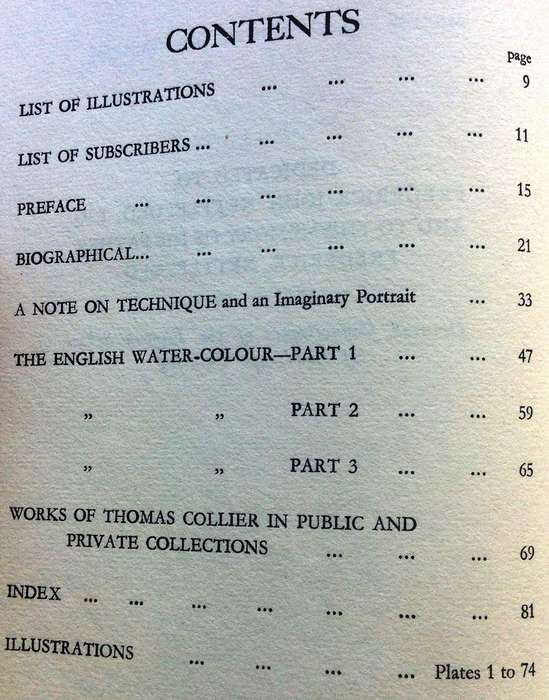 CONTENTS
page
LIST OF ILLUSTRATIONS ... ... ... ... 9
LIST OF SUBSCRIBERS ... ... ... ... ... 11
PREFACE ... ... ... ... ... ... 15
BIOGRAPHICAL... ... ... ... ... ... 21
A NOTE ON TECHNIQUE and an Imaginary Portrait ... 33
THE ENGLISH WATER-COLOUR—PART 1 ... ... 47
„ „ PART 2 ... ... 59
„ „ PART 3 ... ... 65
WORKS OF THOMAS COLLIER IN PUBLIC AND
PRIVATE COLLECTIONS ... ... ... 69
INDEX ... ... ... ... ... ... ... 81
ILLUSTRATIONS ... ... ... ... Plates 1 to 74